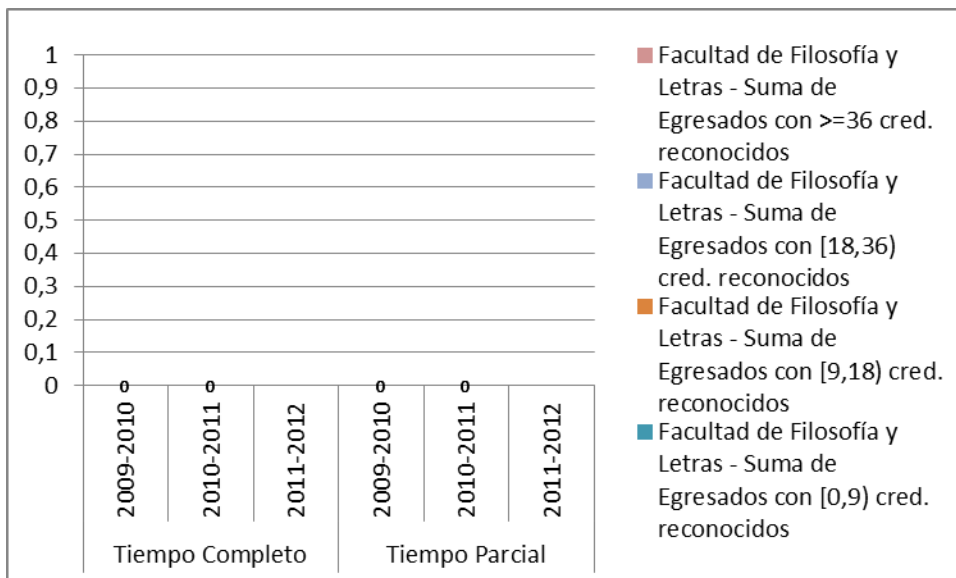 1
0,9
0,8
0,7
0,6
0,5
0,4
0,3
0,2
0,1
0
0 0 0 0
2009-2010
2010-2011
2011-2012
2009-2010
2010-2011
2011-2012
Tiempo Completo
Tiempo Parcial
Facultad de Filosofía y
Letras - Suma de
Egresados con >=36 cred.
reconocidos
Facultad de Filosofía y
Letras - Suma de
Egresados con [18,36)
cred. reconocidos
Facultad de Filosofía y
Letras - Suma de
Egresados con [9,18) cred.
reconocidos
Facultad de Filosofía y
Letras - Suma de
Egresados con [0,9) cred.
reconocidos